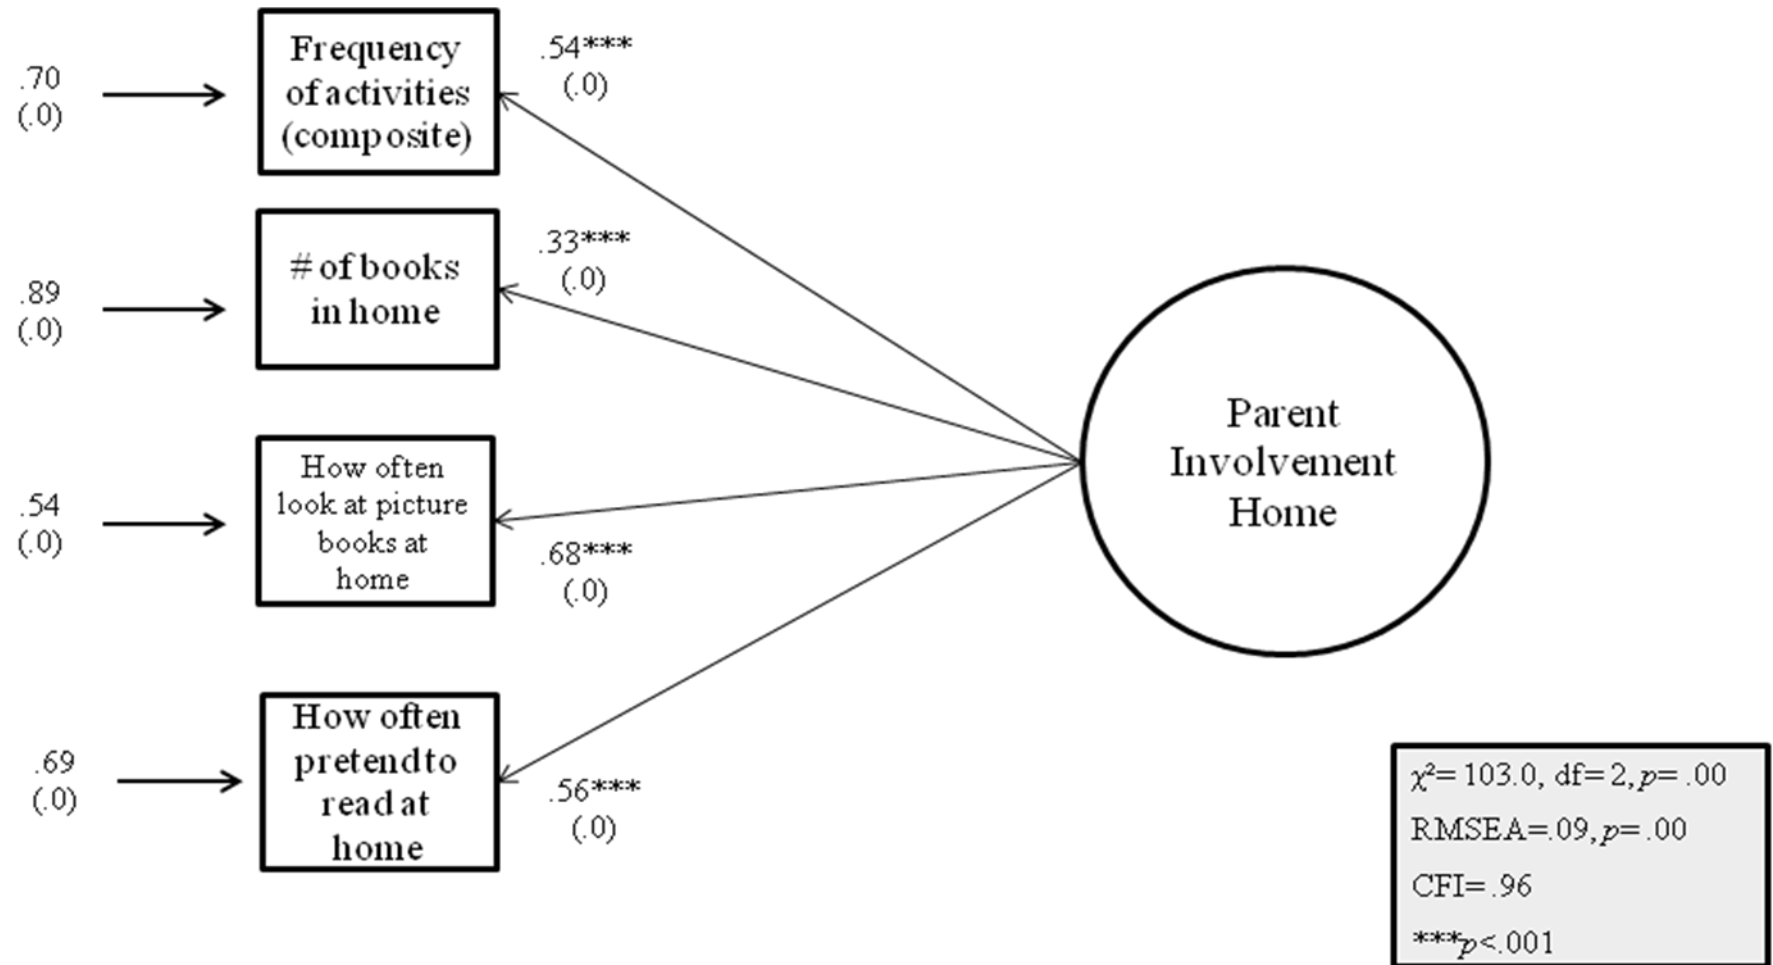 .70
(.0)
Frequency
of activities
(composite)
.54***
(.0)
.89
(.0)
# of books
in home
.33***
(.0)
.54
(.0)
How often
look at picture
books at
home
.68***
(.0)
.69
(.0)
How often
pretend to
read at
home
.56***
(.0)
Parent
Involvement
Home
χ²= 103.0, df= 2, p= .00
RMSEA=.09, p= .00
CFI= .96
***p<.001